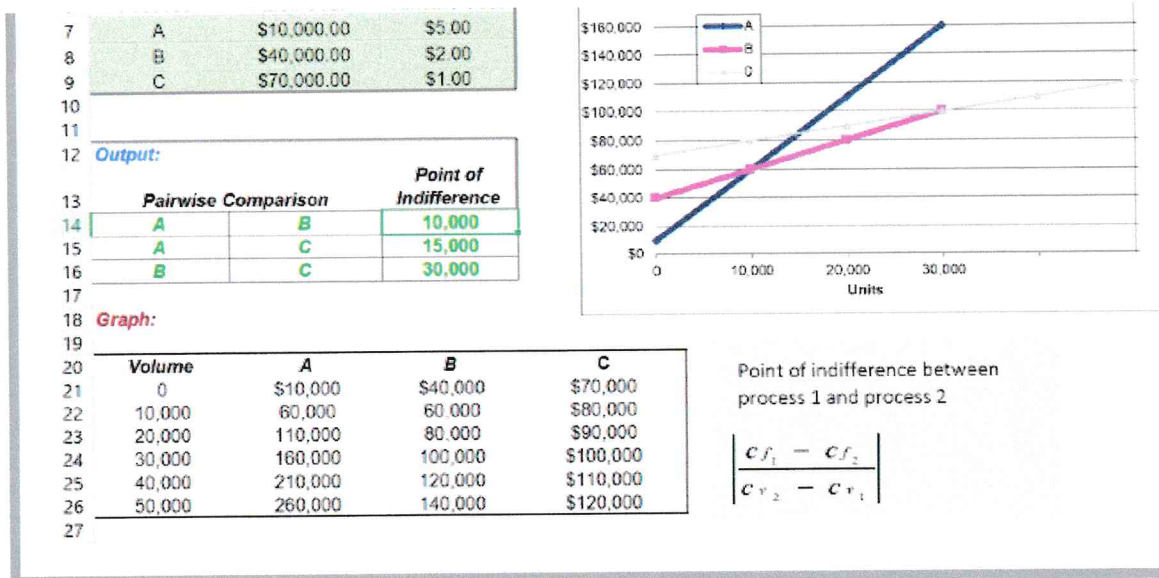 7 A $10,000.00 $5.00
8 B $40,000.00 $2.00
9 C $70,000.00 $1.00
10
11
12 Output:
13 Pairwise Comparison Point of Indifference
14 A B 10,000
15 A C 15,000
16 B C 30,000
17
18 Graph:
19
20 Volume A B C
21 0 $10,000 $40,000 $70,000
22 10,000 60,000 60,000 $80,000
23 20,000 110,000 80,000 $90,000
24 30,000 160,000 100,000 $100,000
25 40,000 210,000 120,000 $110,000
26 50,000 260,000 140,000 $120,000
27
$160,000
$140,000
$120,000
$100,000
$80,000
$60,000
$40,000
$20,000
$0
A
B
C
0 10,000 20,000 30,000
Units
Point of indifference between
process 1 and process 2
c f₁ − c f₂
c v₂ − c v₁